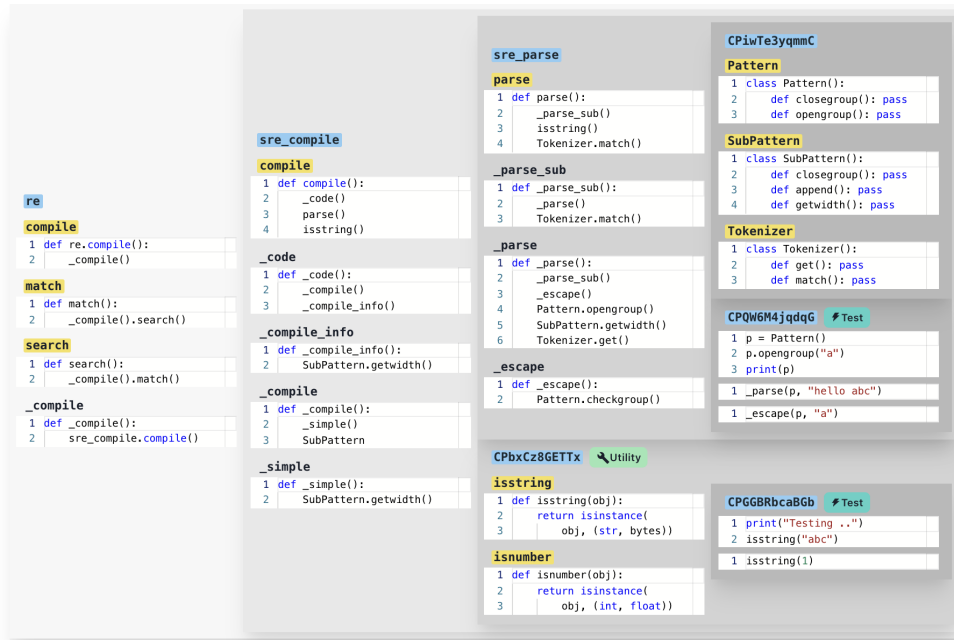 re
compile
1 def re.compile():
2 _compile()
match
1 def match():
2 _compile().search()
search
1 def search():
2 _compile().match()
_compile
1 def _compile():
2 sre_compile.compile()
sre_compile
compile
1 def compile():
2 _code()
3 parse()
4 isstring()
_code
1 def _code():
2 _compile()
3 _compile_info()
_compile_info
1 def _compile_info():
2 SubPattern.getwidth()
_compile
1 def _compile():
2 _simple()
3 SubPattern
_simple
1 def _simple():
2 SubPattern.getwidth()
sre_parse
parse
1 def parse():
2 _parse_sub()
3 isstring()
4 Tokenizer.match()
_parse_sub
1 def _parse_sub():
2 _parse()
3 Tokenizer.match()
_parse
1 def _parse():
2 _parse_sub()
3 _escape()
4 Pattern.opengroup()
5 SubPattern.getwidth()
6 Tokenizer.get()
_escape
1 def _escape():
2 Pattern.checkgroup()
CPbxCz8GETTx Utility
isstring
1 def isstring(obj):
2 return isinstance(
3 obj, (str, bytes))
isnumber
1 def isnumber(obj):
2 return isinstance(
3 obj, (int, float))
CPiwTe3yqmmC
Pattern
1 class Pattern():
2 def closegroup(): pass
3 def opengroup(): pass
SubPattern
1 class SubPattern():
2 def closegroup(): pass
3 def append(): pass
4 def getwidth(): pass
Tokenizer
1 class Tokenizer():
2 def get(): pass
3 def match(): pass
CPQW6M4jqdqG Test
1 p = Pattern()
2 p.opengroup("a")
3 print(p)
1 _parse(p, "hello abc")
1 _escape(p, "a")
CPGGBRbcaBGb Test
1 print("Testing ..")
2 isstring("abc")
1 isstring(1)